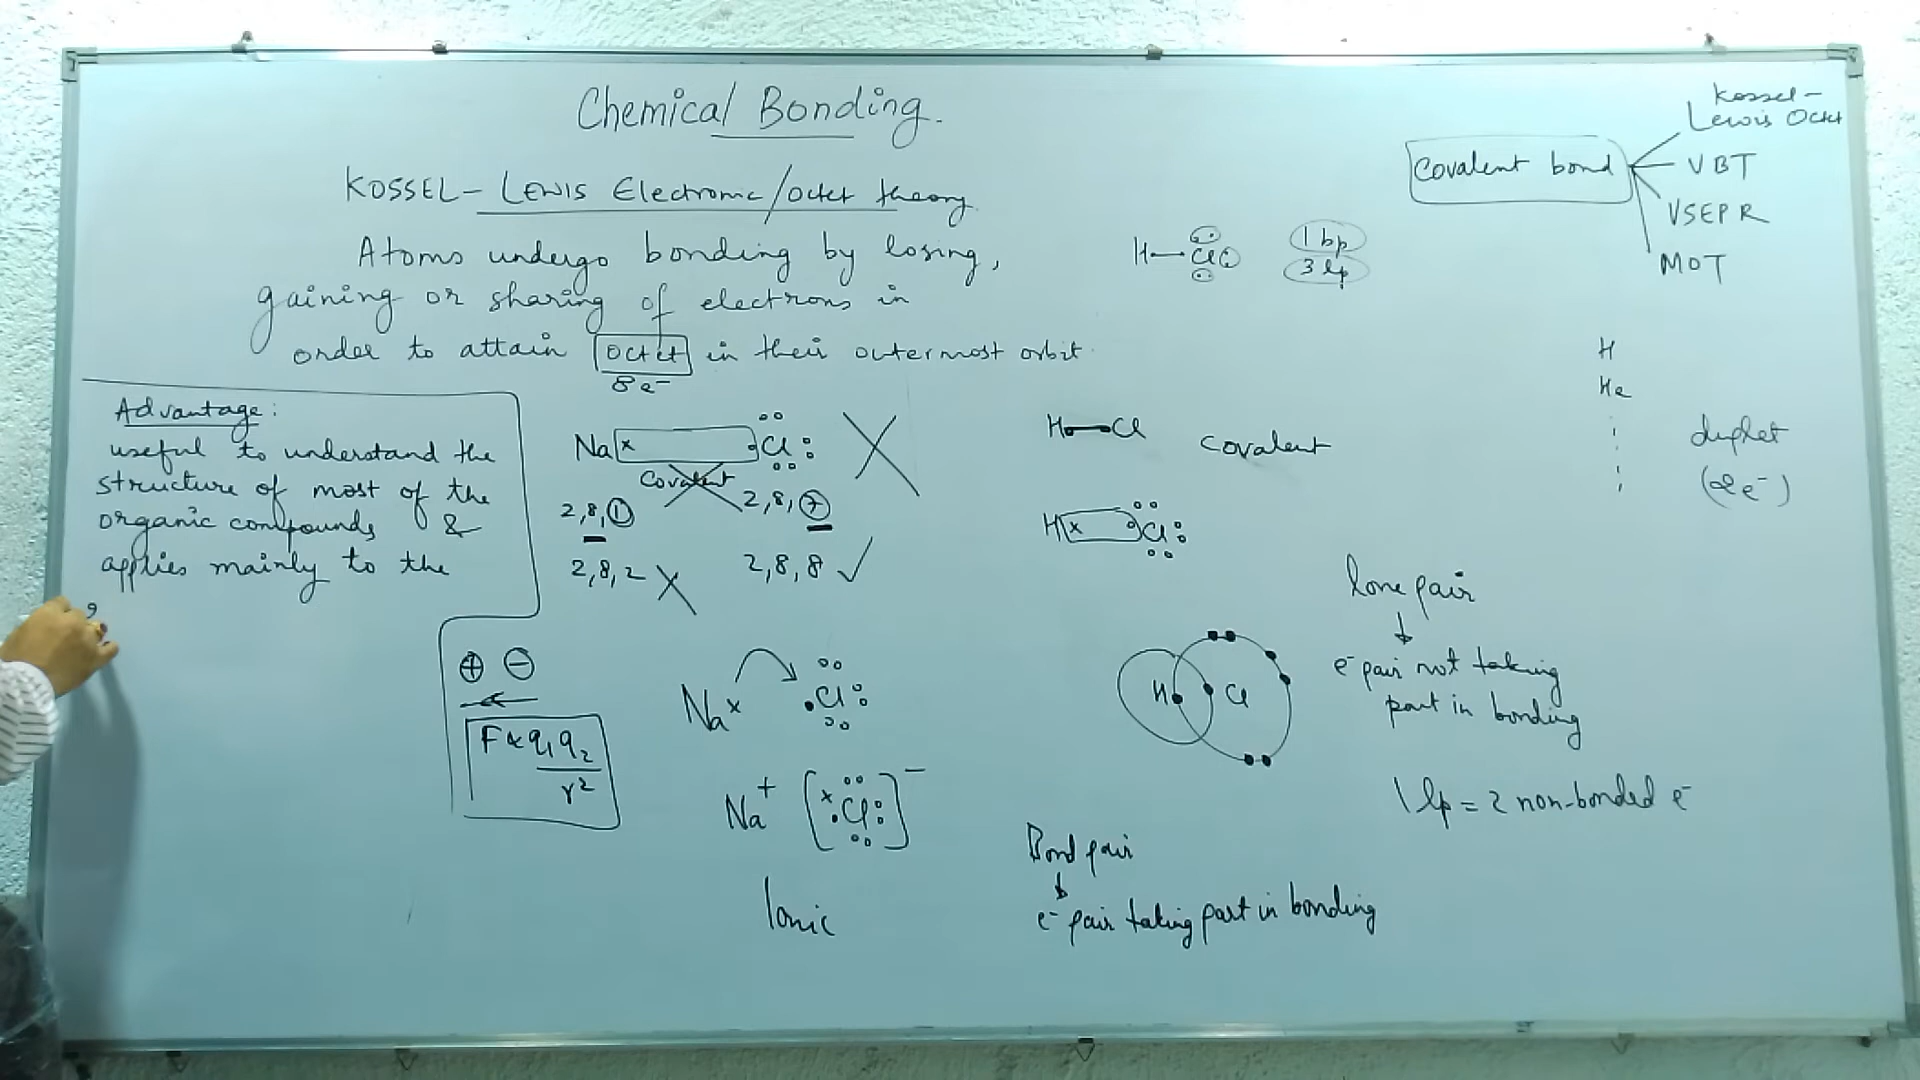 Chemical Bonding.
KOSSEL - LEWIS Electronic/octet theory
Atoms undergo bonding by losing,
gaining or sharing of electrons in
order to attain octet in their outermost orbit.
8e⁻
Kossel-
Lewis Octet
Covalent bond
VBT
VSEPR
MOT
H-Cl
1 bp
3 lp
H
He
duplet
(2e⁻)
Advantage:
useful to understand the
structure of most of the
organic compounds &
applies mainly to the
Na x Cl
Covalent
2,8,1 2,8,7
2,8,2 2,8,8 ✓
H-Cl covalent
H x Cl
⊕ ⊖
F ∝ q₁q₂
r²
Naˣ Cl
Na⁺ [x Cl]⁻
Ionic
H Cl
lone pair
e⁻ pair not taking
part in bonding
1 lp = 2 non-bonded e⁻
Bond pair
e⁻ pair taking part in bonding